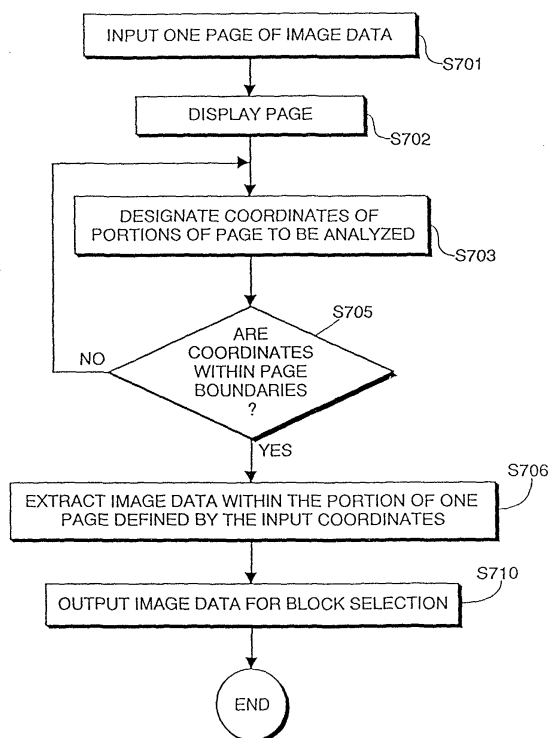 INPUT ONE PAGE OF IMAGE DATA
S701
DISPLAY PAGE
S702
DESIGNATE COORDINATES OF
PORTIONS OF PAGE TO BE ANALYZED
S703
S705
ARE
COORDINATES
WITHIN PAGE
BOUNDARIES
?
NO
YES
S706
EXTRACT IMAGE DATA WITHIN THE PORTION OF ONE
PAGE DEFINED BY THE INPUT COORDINATES
S710
OUTPUT IMAGE DATA FOR BLOCK SELECTION
END